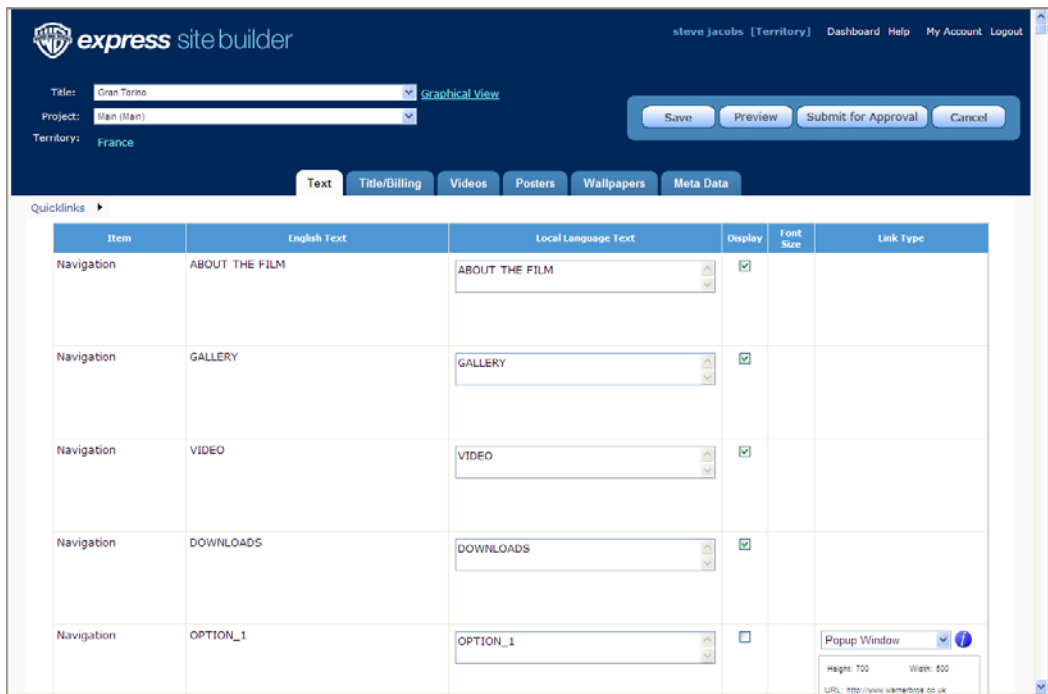 WB express site builder
steve jacobs [Territory] Dashboard Help My Account Logout
Title: Gran Torino Graphical View
Project: Main (Main)
Save Preview Submit for Approval Cancel
Territory: France
Text Title/Billing Videos Posters Wallpapers Meta Data
Quicklinks
Item English Text Local Language Text Display Font Size Link Type
Navigation ABOUT THE FILM ABOUT THE FILM
Navigation GALLERY GALLERY
Navigation VIDEO VIDEO
Navigation DOWNLOADS DOWNLOADS
Navigation OPTION_1 OPTION_1 Popup Window i
Height: 700 Width: 600
URL: http://www.warnerbros.co.uk